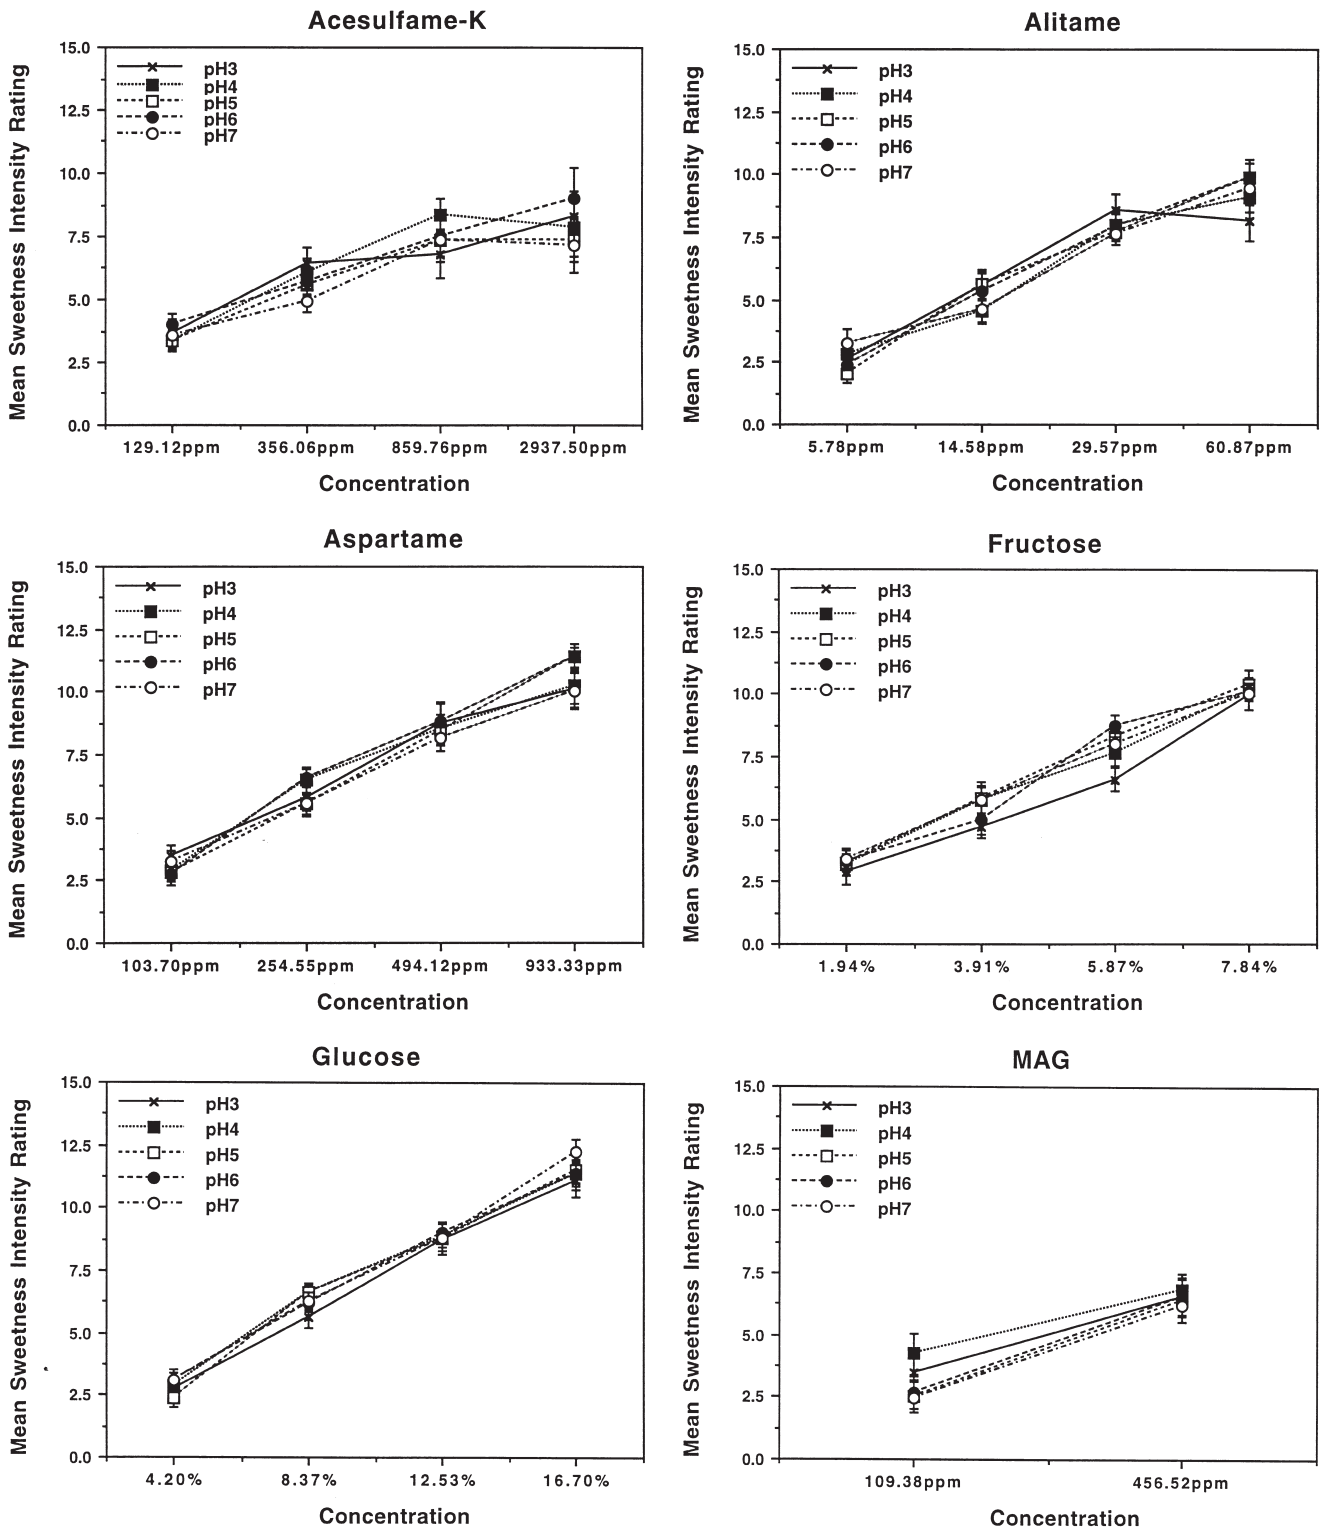 Acesulfame-K
Mean Sweetness Intensity Rating
15.0
12.5
10.0
7.5
5.0
2.5
0.0
pH3
pH4
pH5
pH6
pH7
129.12ppm 356.06ppm 859.76ppm 2937.50ppm
Concentration
Alitame
Mean Sweetness Intensity Rating
15.0
12.5
10.0
7.5
5.0
2.5
0.0
pH3
pH4
pH5
pH6
pH7
5.78ppm 14.58ppm 29.57ppm 60.87ppm
Concentration
Aspartame
Mean Sweetness Intensity Rating
15.0
12.5
10.0
7.5
5.0
2.5
0.0
pH3
pH4
pH5
pH6
pH7
103.70ppm 254.55ppm 494.12ppm 933.33ppm
Concentration
Fructose
Mean Sweetness Intensity Rating
15.0
12.5
10.0
7.5
5.0
2.5
0.0
pH3
pH4
pH5
pH6
pH7
1.94% 3.91% 5.87% 7.84%
Concentration
Glucose
Mean Sweetness Intensity Rating
15.0
12.5
10.0
7.5
5.0
2.5
0.0
pH3
pH4
pH5
pH6
pH7
4.20% 8.37% 12.53% 16.70%
Concentration
MAG
Mean Sweetness Intensity Rating
15.0
12.5
10.0
7.5
5.0
2.5
0.0
pH3
pH4
pH5
pH6
pH7
109.38ppm 456.52ppm
Concentration